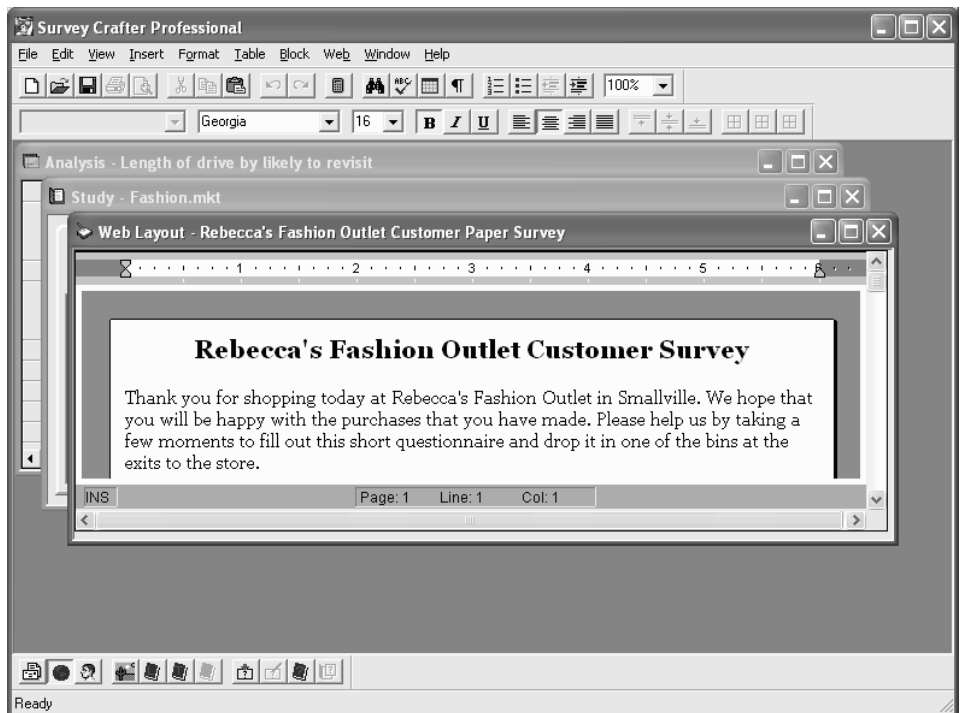 Survey Crafter Professional
File Edit View Insert Format Table Block Web Window Help
ABC
100%
Georgia 16 B I U
Analysis - Length of drive by likely to revisit
Study - Fashion.mkt
Web Layout - Rebecca's Fashion Outlet Customer Paper Survey
1 2 3 4 5 6
Rebecca's Fashion Outlet Customer Survey
Thank you for shopping today at Rebecca's Fashion Outlet in Smallville. We hope that
you will be happy with the purchases that you have made. Please help us by taking a
few moments to fill out this short questionnaire and drop it in one of the bins at the
exits to the store.
INS Page: 1 Line: 1 Col: 1
Ready